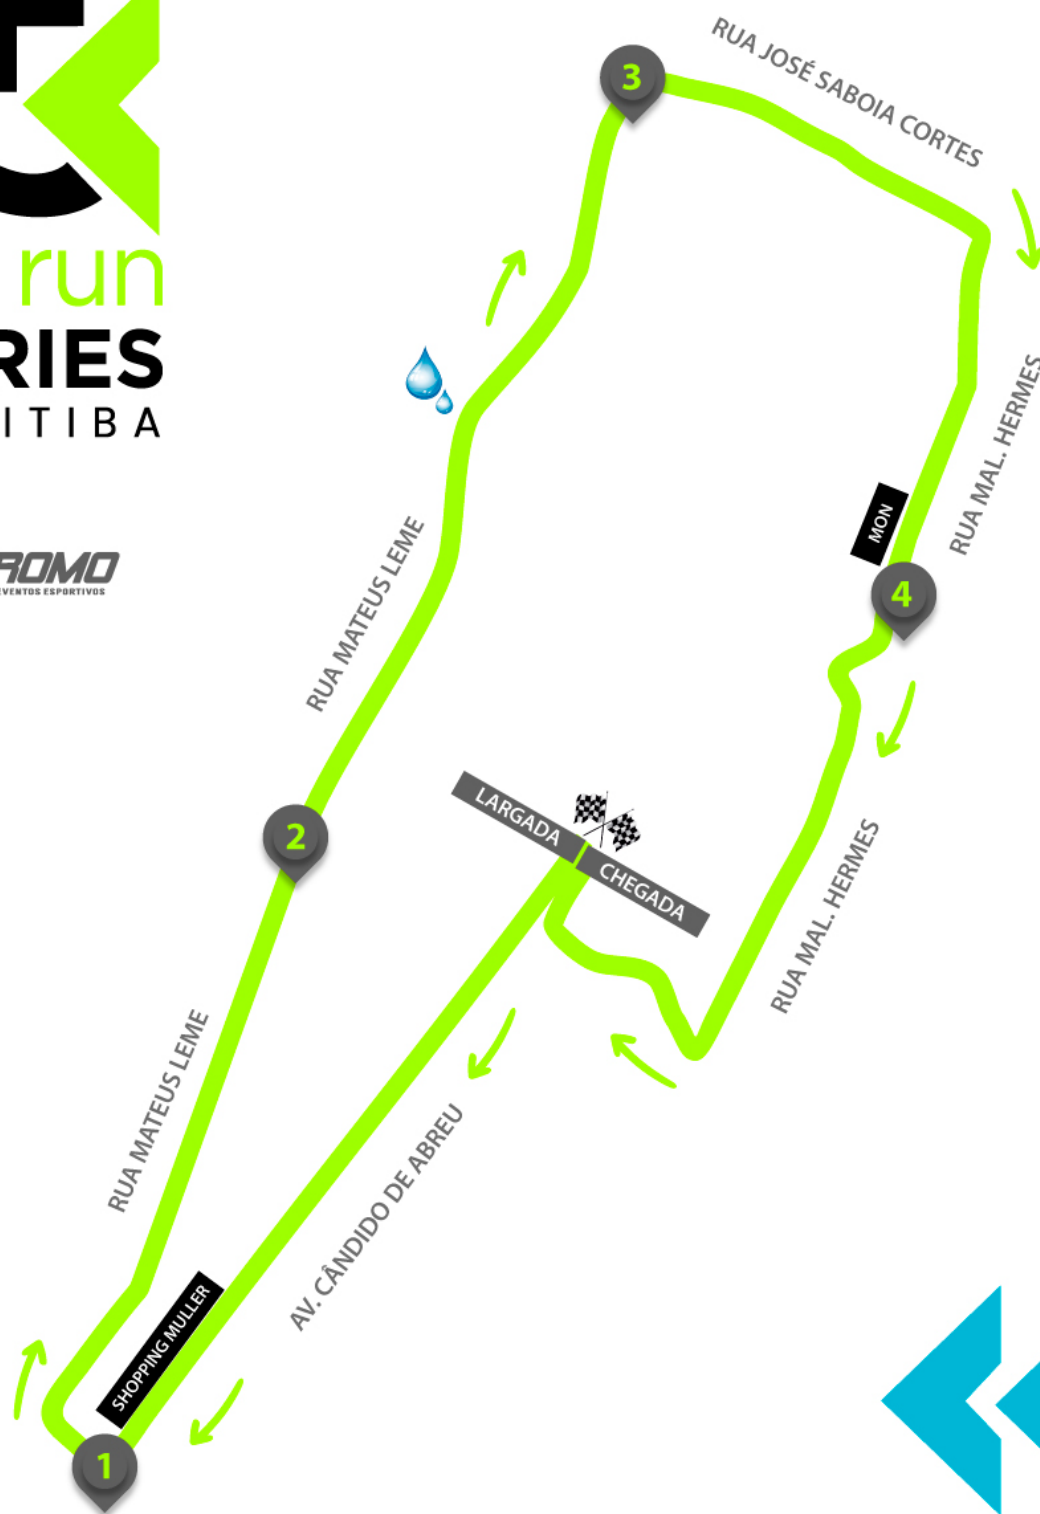 run
RIES
ITIBA
ROMO
EVENTOS ESPORTIVOS
3
RUA JOSÉ SABOIA CORTES
RUA MAL. HERMES
MON
4
RUA MATEUS LEME
2
LARGADA
CHEGADA
RUA MAL. HERMES
RUA MATEUS LEME
AV. CÂNDIDO DE ABREU
SHOPPING MULLER
1